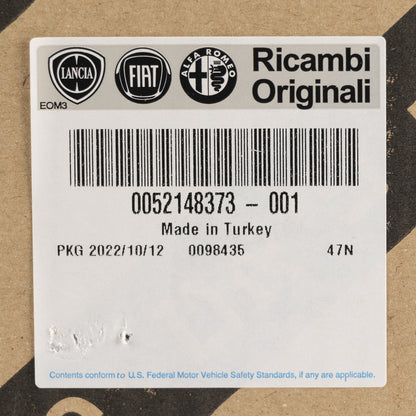 LANCIA
FIAT
ALFA ROMEO
Ricambi
Originali
EOM3
0052148373 - 001
Made in Turkey
PKG 2022/10/12 0098435 47N
Contents conform to U.S. Federal Motor Vehicle Safety Standards, if any are applicable.